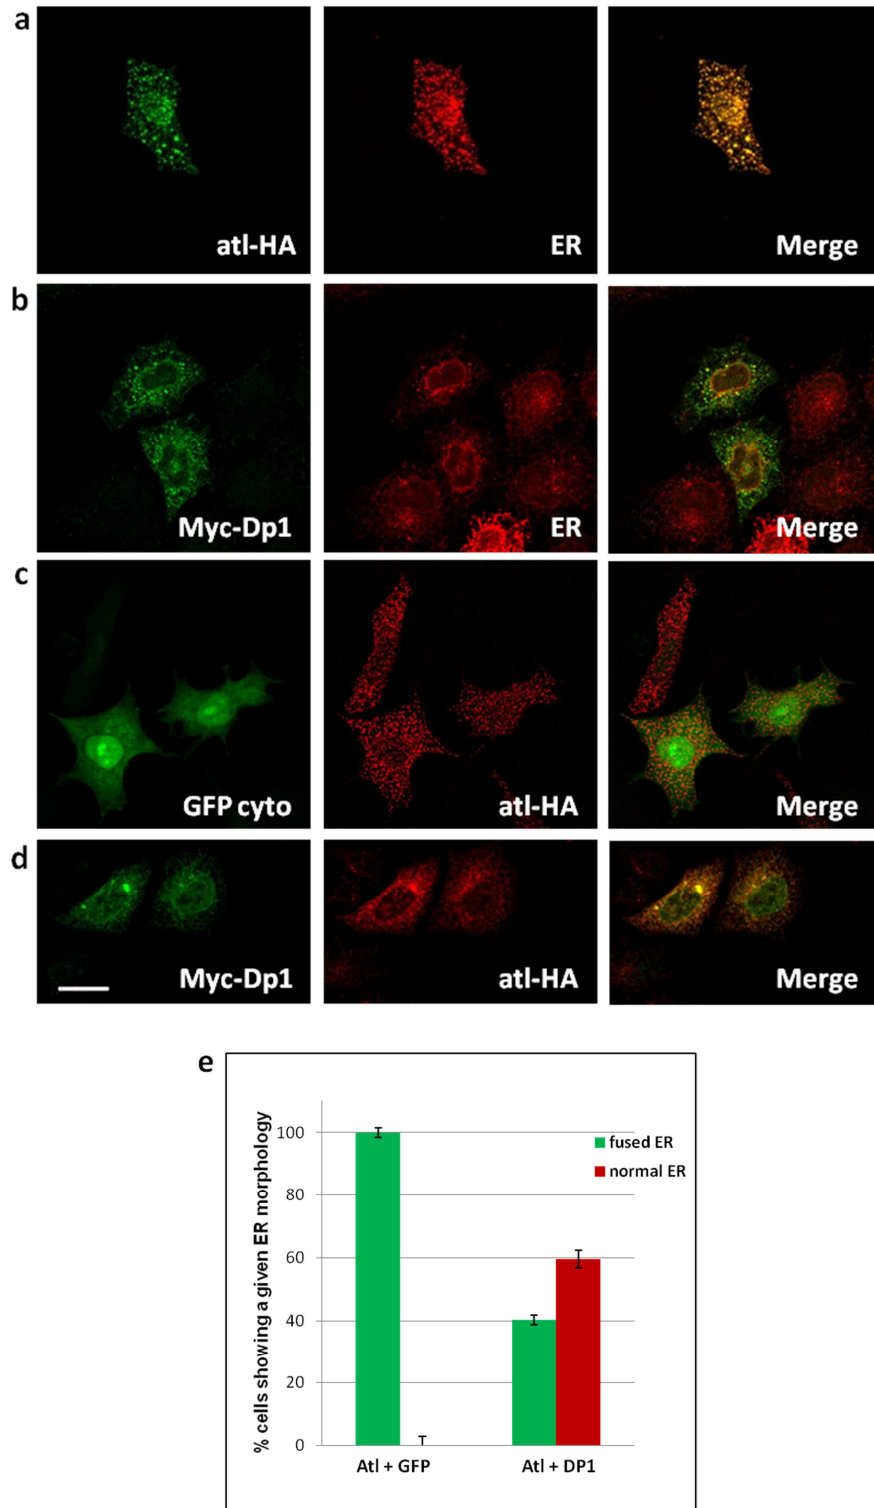 a
atl-HA ER Merge
b
Myc-Dp1 ER Merge
c
GFP cyto atl-HA Merge
d
Myc-Dp1 atl-HA Merge
e
% cells showing a given ER morphology
100
80
60
40
20
0
fused ER
normal ER
Atl + GFP Atl + DP1